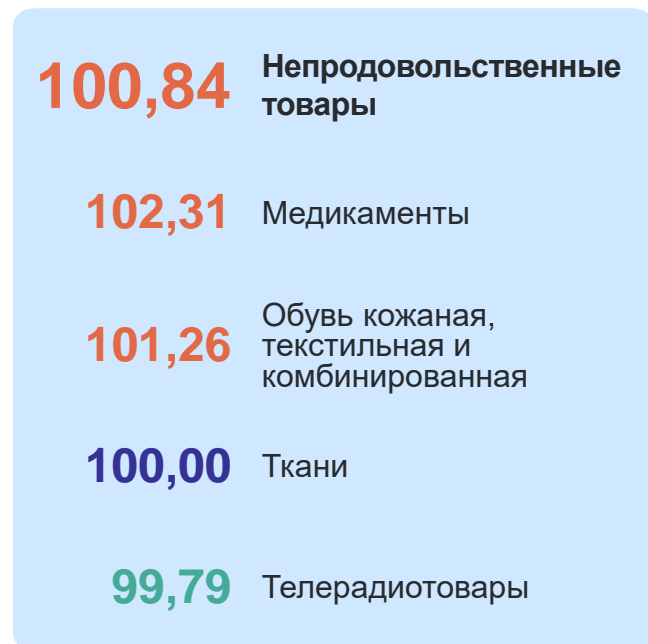 100,84 Непродовольственные
товары
102,31 Медикаменты
Обувь кожаная,
101,26 текстильная и
комбинированная
100,00 Ткани
99,79 Телерадиотовары